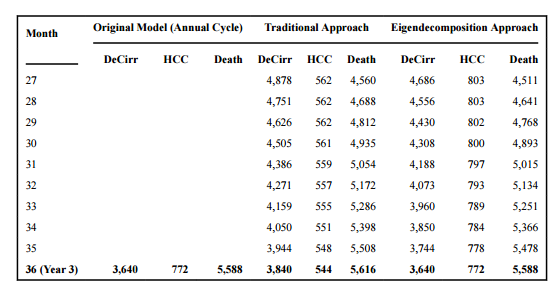 Month Original Model (Annual Cycle) Traditional Approach Eigendecomposition Approach
DeCirr HCC Death DeCirr HCC Death DeCirr HCC Death
27 4,878 562 4,560 4,686 803 4,511
28 4,751 562 4,688 4,556 803 4,641
29 4,626 562 4,812 4,430 802 4,768
30 4,505 561 4,935 4,308 800 4,893
31 4,386 559 5,054 4,188 797 5,015
32 4,271 557 5,172 4,073 793 5,134
33 4,159 555 5,286 3,960 789 5,251
34 4,050 551 5,398 3,850 784 5,366
35 3,944 548 5,508 3,744 778 5,478
36 (Year 3) 3,640 772 5,588 3,840 544 5,616 3,640 772 5,588